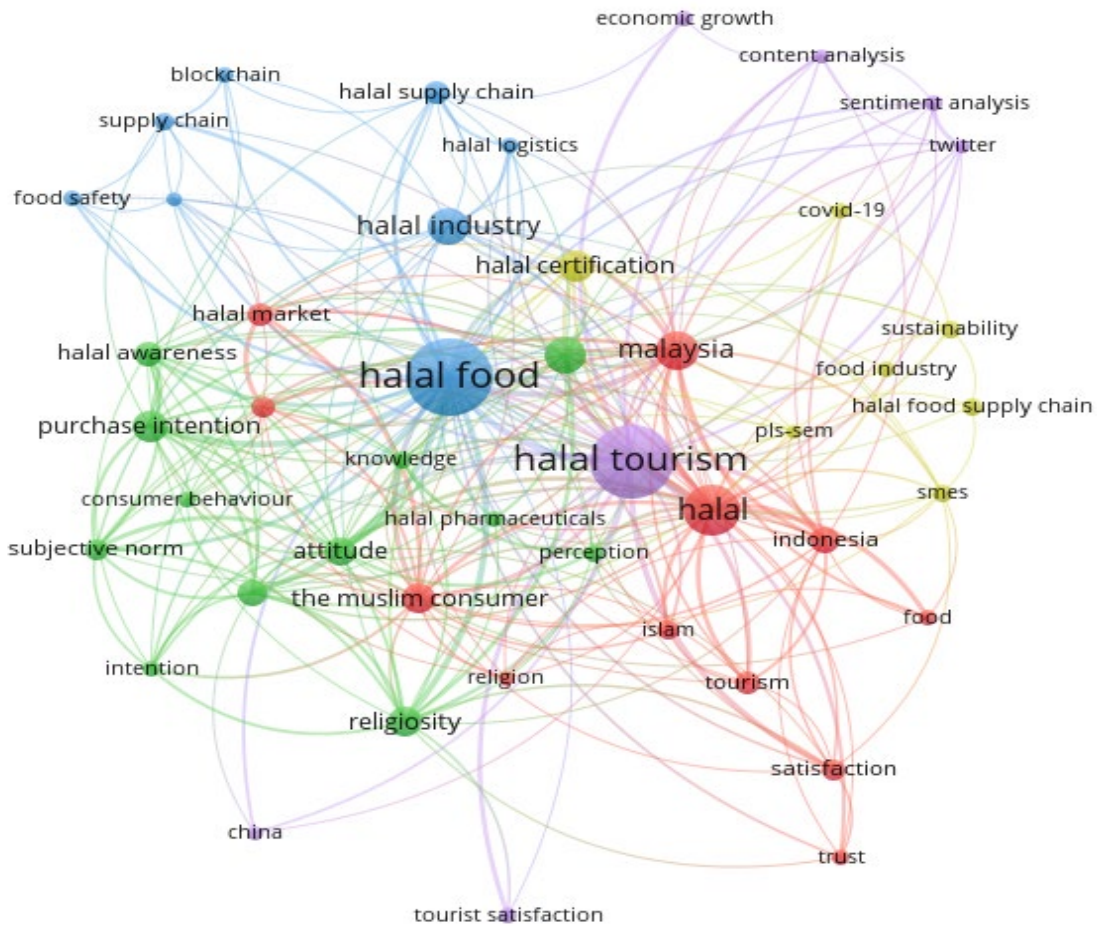 economic growth
content analysis
blockchain
halal supply chain
sentiment analysis
supply chain
halal logistics
twitter
food safety
covid-19
halal industry
halal certification
halal market
sustainability
halal awareness
malaysia
food industry
halal food
halal food supply chain
purchase intention
pls-sem
knowledge
halal tourism
consumer behaviour
smes
halal
halal pharmaceuticals
indonesia
subjective norm
attitude
perception
the muslim consumer
food
islam
intention
religion
tourism
religiosity
satisfaction
china
trust
tourist satisfaction